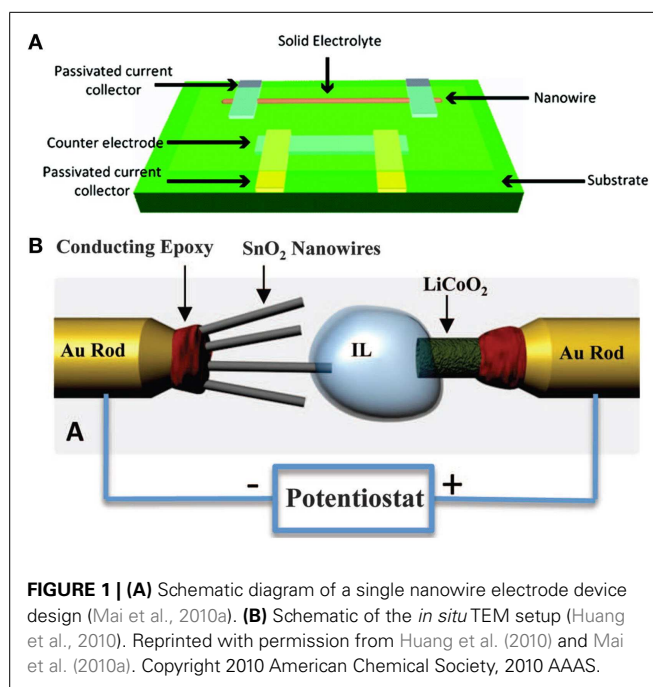 A
Solid Electrolyte
Passivated current
collector
Nanowire
Counter electrode
Passivated current
collector
Substrate
B
Conducting Epoxy
SnO₂ Nanowires
LiCoO₂
Au Rod
IL
Au Rod
A
-
Potentiostat
+
FIGURE 1 | (A) Schematic diagram of a single nanowire electrode device
design (Mai et al., 2010a). (B) Schematic of the in situ TEM setup (Huang
et al., 2010). Reprinted with permission from Huang et al. (2010) and Mai
et al. (2010a). Copyright 2010 American Chemical Society, 2010 AAAS.